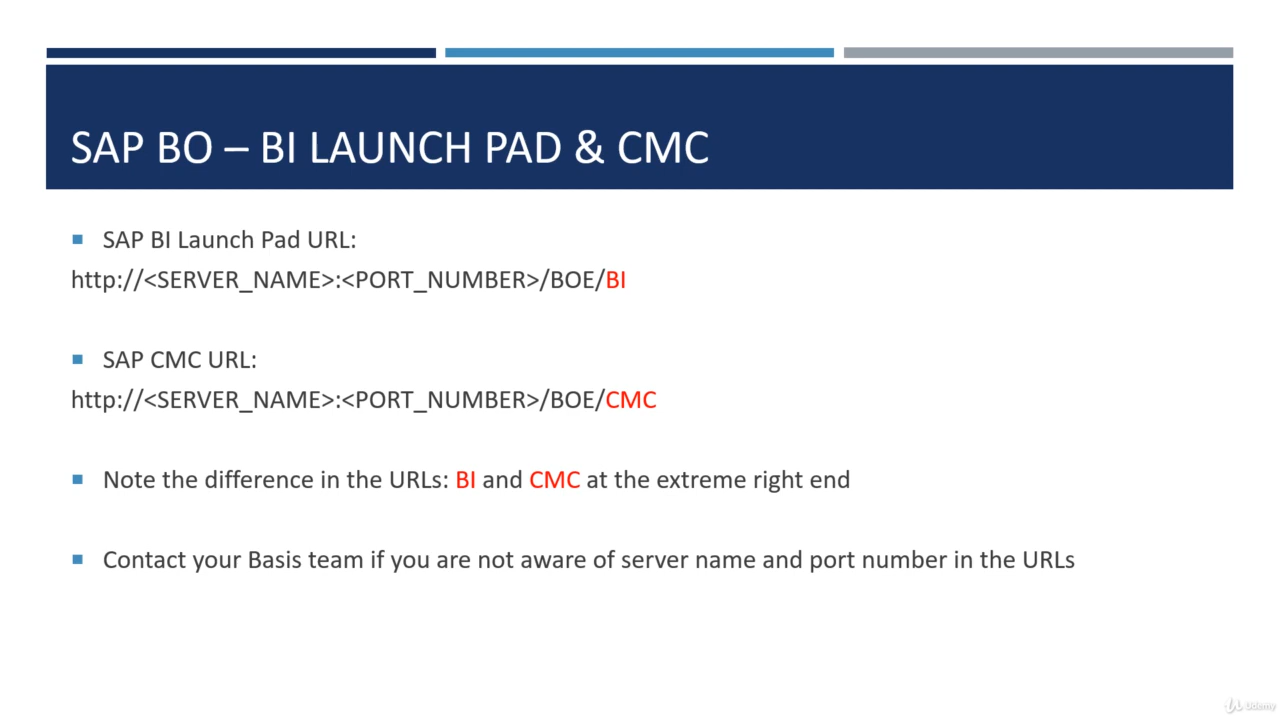 SAP BO – BI LAUNCH PAD & CMC
SAP BI Launch Pad URL:
http://<SERVER_NAME>:<PORT_NUMBER>/BOE/BI
SAP CMC URL:
http://<SERVER_NAME>:<PORT_NUMBER>/BOE/CMC
Note the difference in the URLs: BI and CMC at the extreme right end
Contact your Basis team if you are not aware of server name and port number in the URLs
Udemy